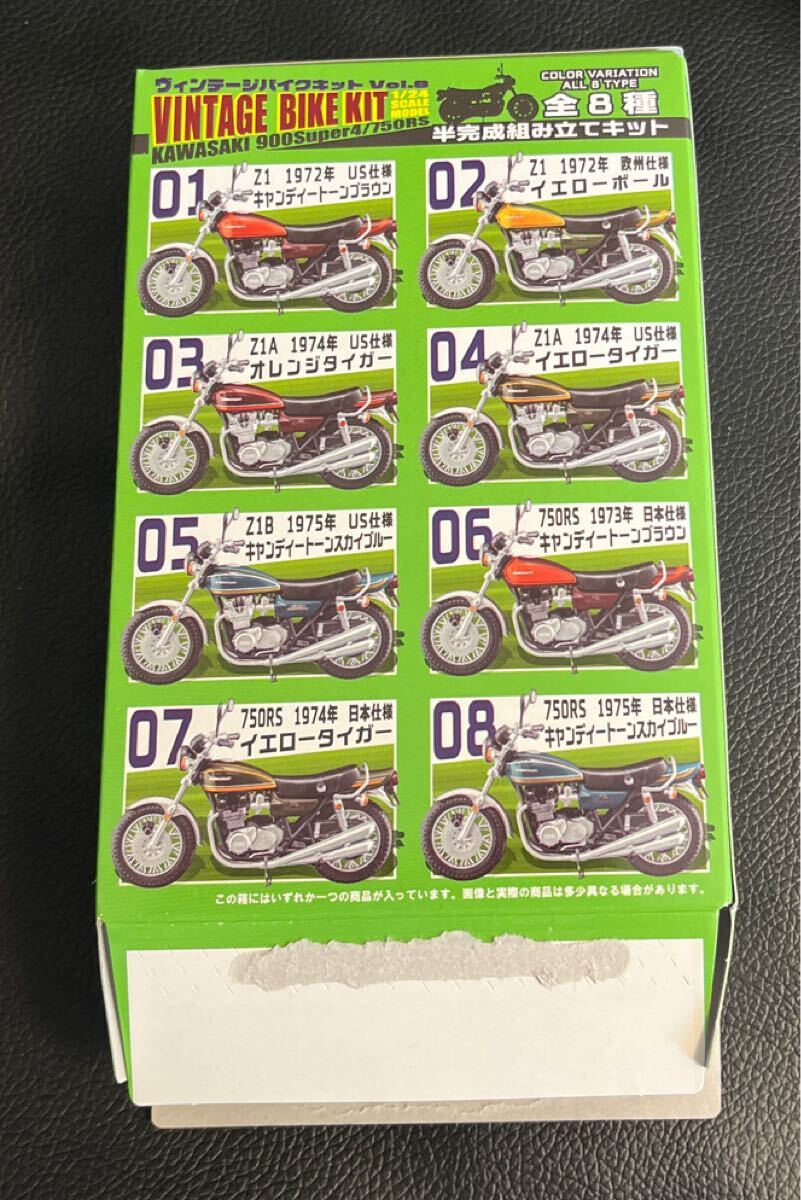 ヴィンテージバイクキット Vol.8
VINTAGE BIKE KIT
1/24
SCALE
MODEL
KAWASAKI 900Super4/750RS
COLOR VARIATION
ALL 8 TYPE
全8種
半完成組み立てキット
01
Z1 1972年 US仕様
キャンディートーンブラウン
02
Z1 1972年 欧州仕様
イエローボール
03
Z1A 1974年 US仕様
オレンジタイガー
04
Z1A 1974年 US仕様
イエロータイガー
05
Z1B 1975年 US仕様
キャンディートーンスカイブルー
06
750RS 1973年 日本仕様
キャンディートーンブラウン
07
750RS 1974年 日本仕様
イエロータイガー
08
750RS 1975年 日本仕様
キャンディートーンスカイブルー
この箱にはいずれか一つの商品が入っています。画像と実際の商品は多少異なる場合があります。